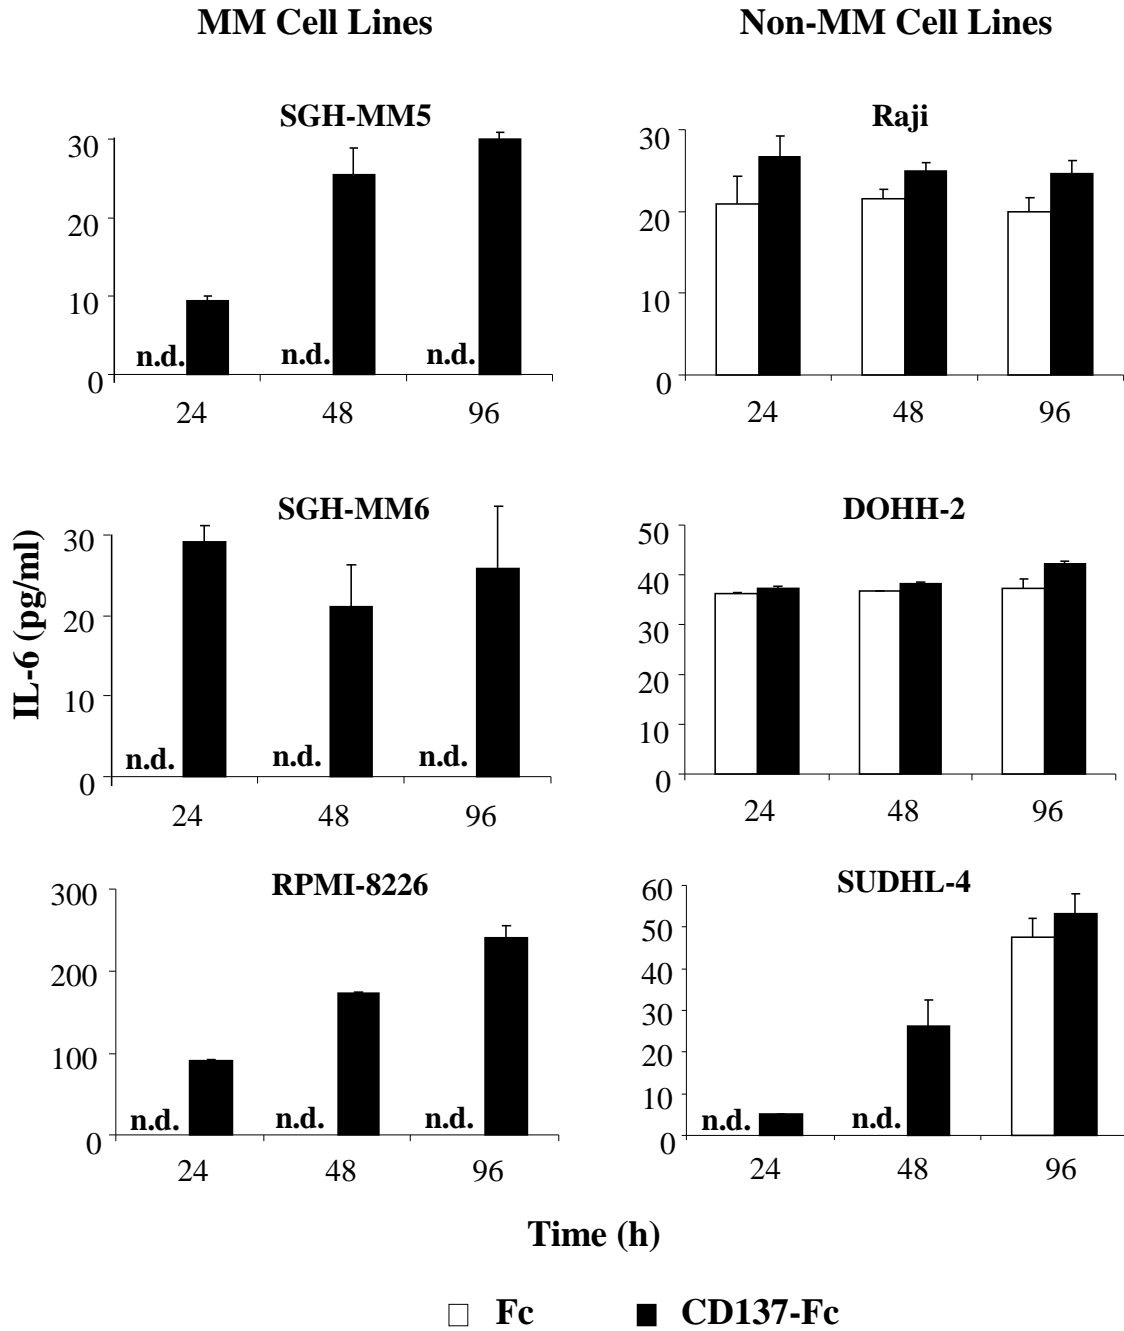 MM Cell Lines
Non-MM Cell Lines
SGH-MM5
30
20
10
0
n.d.
n.d.
n.d.
24
48
96
Raji
30
20
10
0
24
48
96
IL-6 (pg/ml)
SGH-MM6
30
20
10
0
n.d.
n.d.
n.d.
24
48
96
DOHH-2
50
40
30
20
10
0
24
48
96
RPMI-8226
300
200
100
0
n.d.
n.d.
n.d.
24
48
96
SUDHL-4
60
50
40
30
20
10
0
n.d.
n.d.
24
48
96
Time (h)
Fc
CD137-Fc